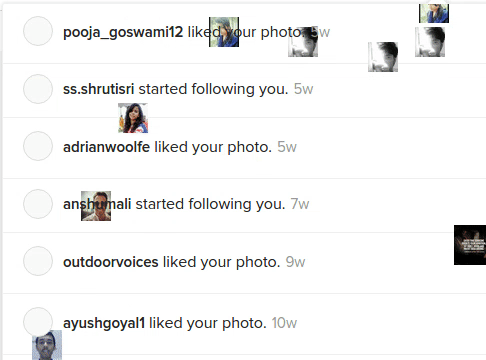 pooja_goswami12 liked your photo. 5w
ss.shrutisri started following you. 5w
adrianwoolfe liked your photo. 5w
anshumali started following you. 7w
outdoorvoices liked your photo. 9w
ayushgoyal1 liked your photo. 10w